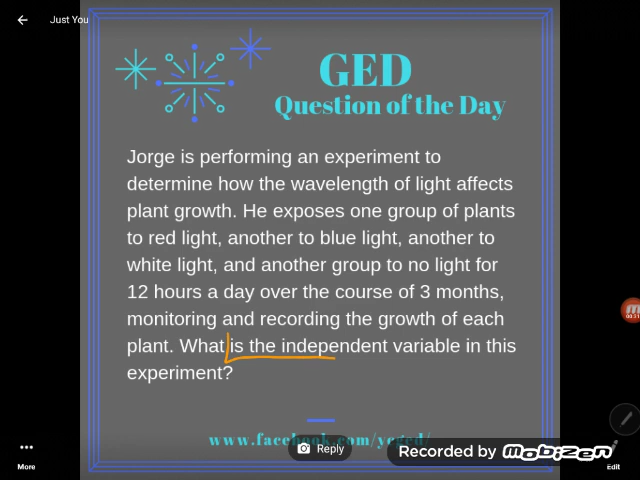 Just You
GED
Question of the Day
Jorge is performing an experiment to
determine how the wavelength of light affects
plant growth. He exposes one group of plants
to red light, another to blue light, another to
white light, and another group to no light for
12 hours a day over the course of 3 months,
monitoring and recording the growth of each
plant. What is the independent variable in this
experiment?
www.facebook.com/ycged/
Reply
Recorded by Mobizen
More
Edit